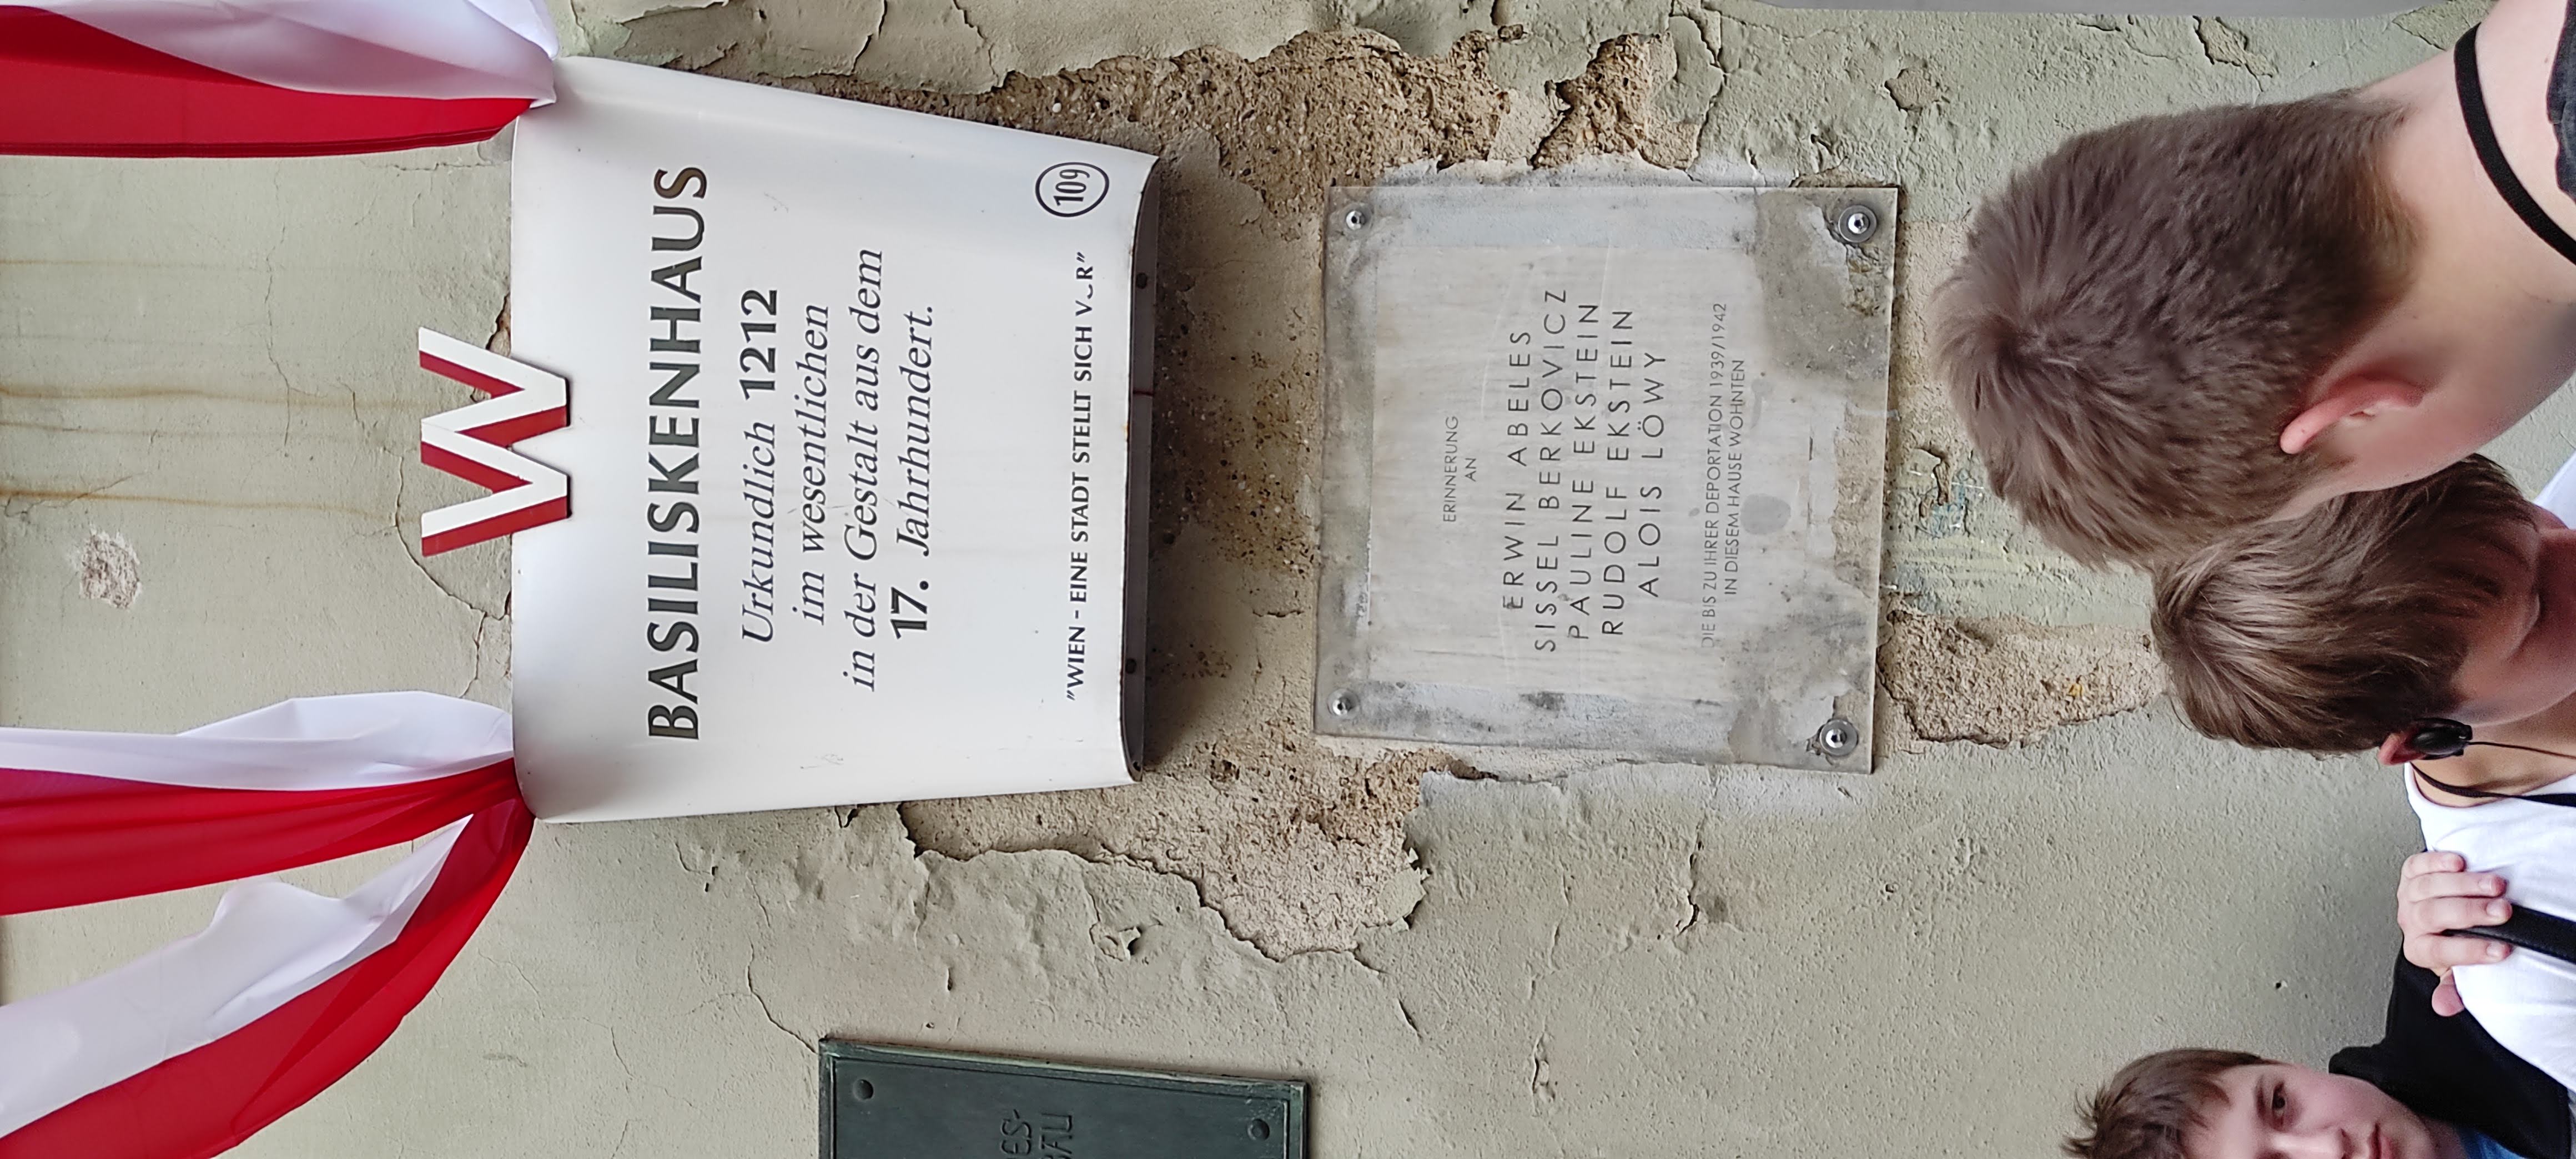 W
BASILISKENHAUS
Urkundlich 1212
im wesentlichen
in der Gestalt aus dem
17. Jahrhundert.
"WIEN - EINE STADT STELLT SICH VOR"
109
ERINNERUNG
AN
ERWIN ABELES
SISSEL BERKOVICZ
PAULINE EKSTEIN
RUDOLF EKSTEIN
ALOIS LÖWY
DIE BIS ZU IHRER DEPORTATION 1939/1942
IN DIESEM HAUSE WOHNTEN